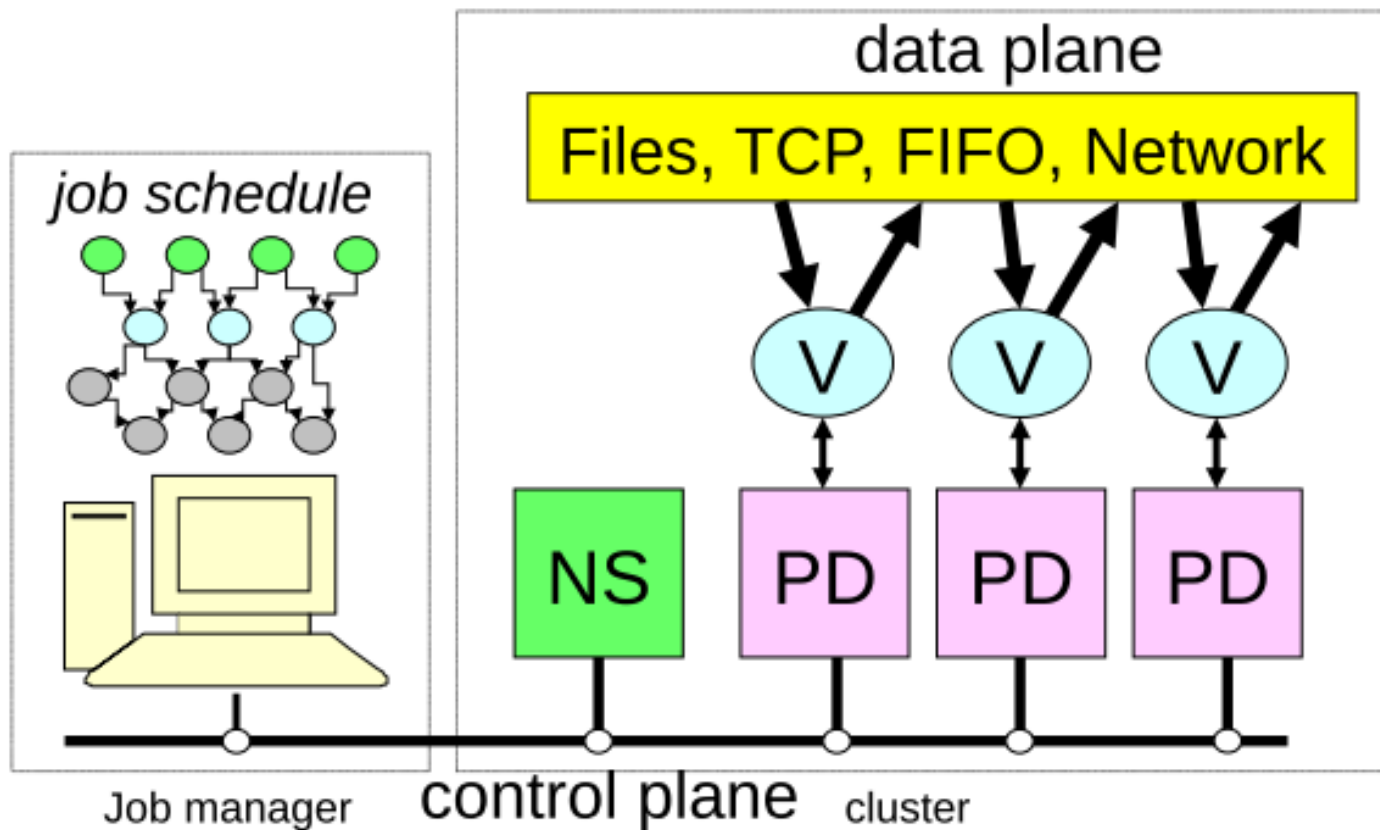 data plane
Files, TCP, FIFO, Network
job schedule
V V V
NS PD PD PD
Job manager control plane cluster